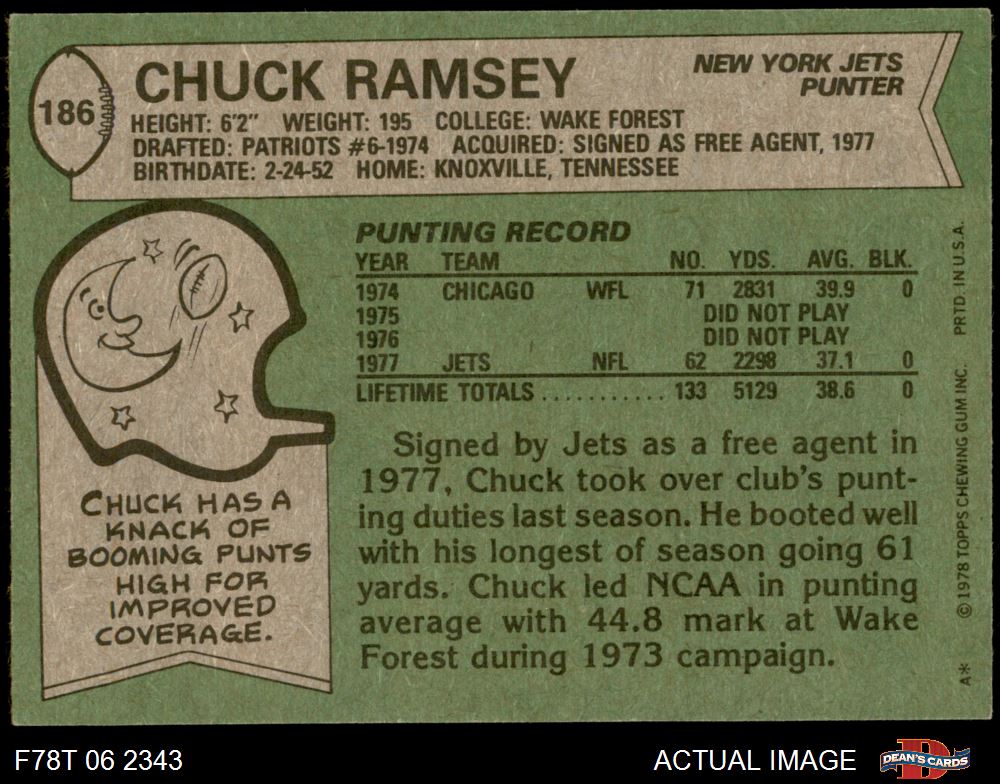 186
CHUCK RAMSEY
NEW YORK JETS
PUNTER
HEIGHT: 6'2" WEIGHT: 195 COLLEGE: WAKE FOREST
DRAFTED: PATRIOTS #6-1974 ACQUIRED: SIGNED AS FREE AGENT, 1977
BIRTHDATE: 2-24-52 HOME: KNOXVILLE, TENNESSEE
PUNTING RECORD
YEAR TEAM NO. YDS. AVG. BLK.
1974 CHICAGO WFL 71 2831 39.9 0
1975 DID NOT PLAY
1976 DID NOT PLAY
1977 JETS NFL 62 2298 37.1 0
LIFETIME TOTALS ........... 133 5129 38.6 0
Signed by Jets as a free agent in
1977, Chuck took over club's punt-
ing duties last season. He booted well
with his longest of season going 61
yards. Chuck led NCAA in punting
average with 44.8 mark at Wake
Forest during 1973 campaign.
CHUCK HAS A
KNACK OF
BOOMING PUNTS
HIGH FOR
IMPROVED
COVERAGE.
A* ©1978 TOPPS CHEWING GUM INC. PRTD. IN U.S.A.
F78T 06 2343
ACTUAL IMAGE
DEAN'S CARDS